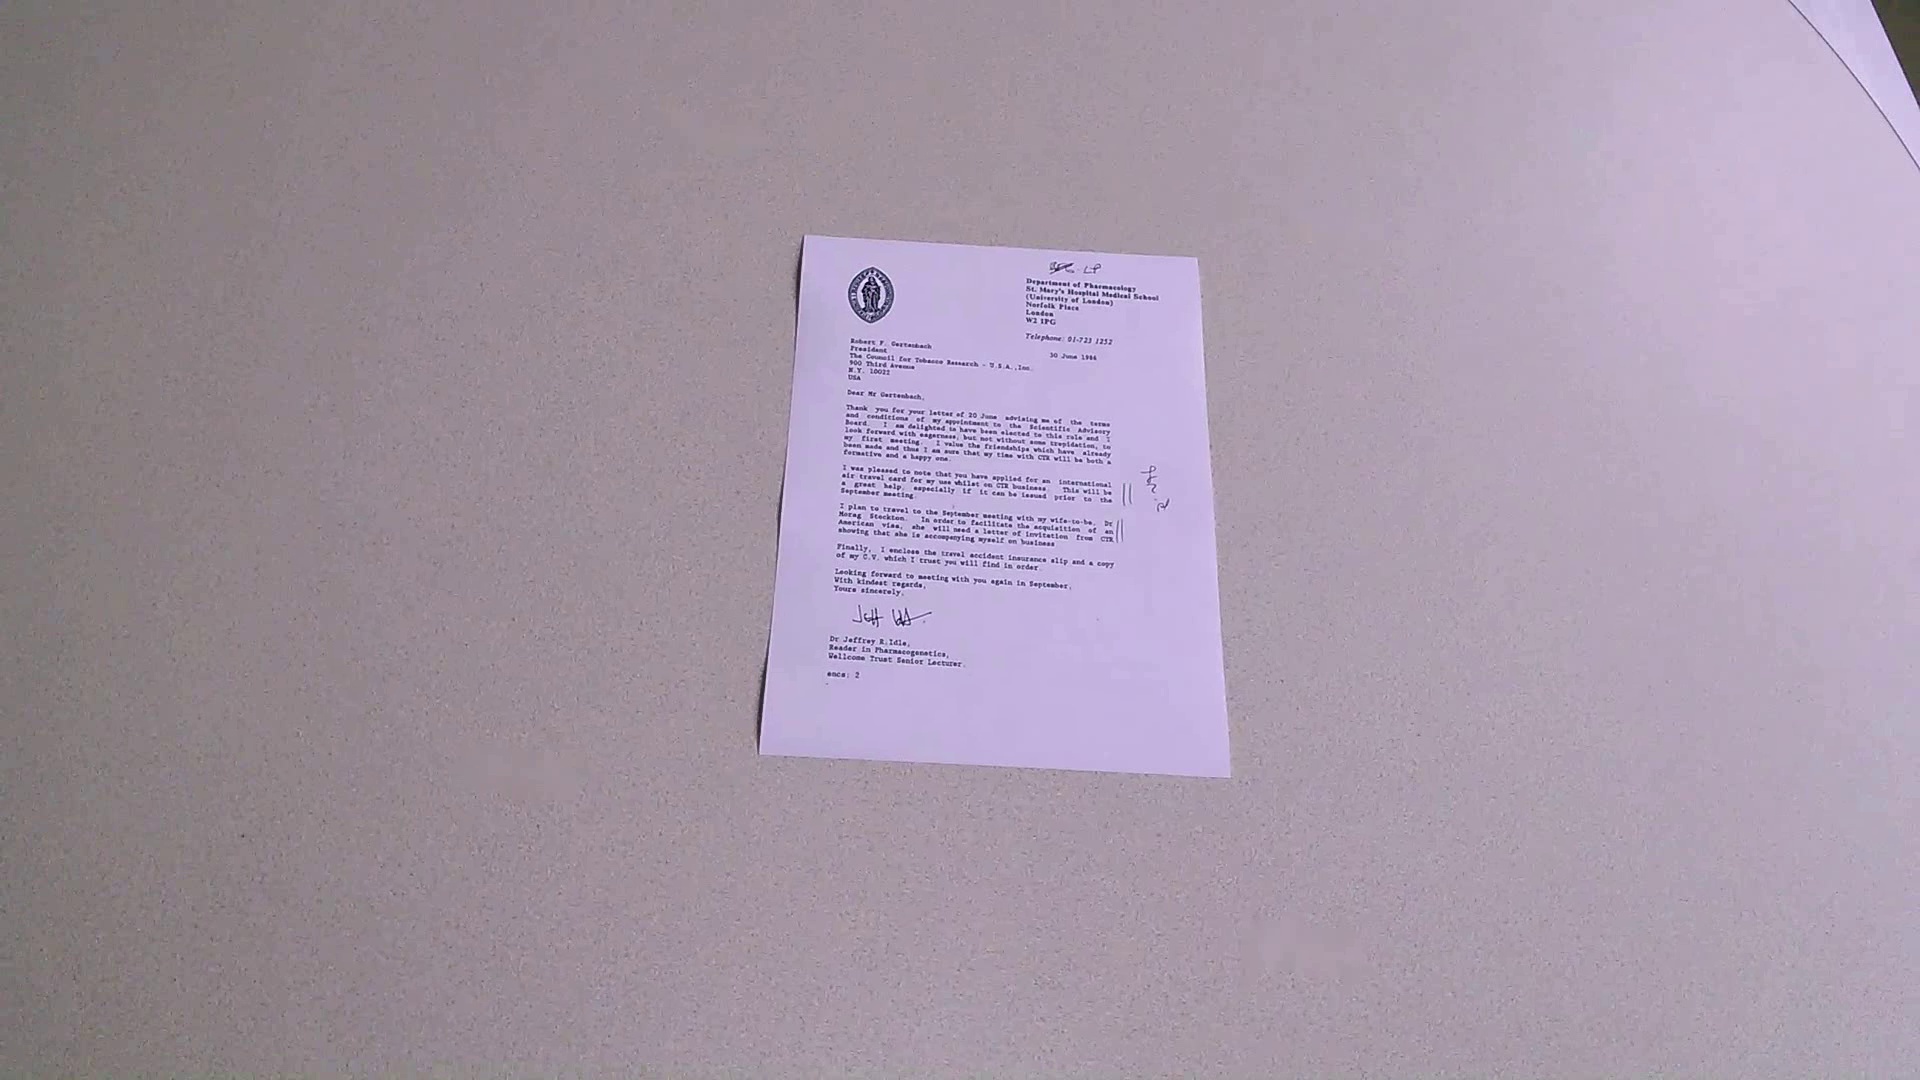 LP
Department of Pharmacology
St. Mary's Hospital Medical School
(University of London)
Norfolk Place
London
W2 1PG
Telephone: 01-723 1252
30 June 1986
Robert F. Gertenbach
President
The Council for Tobacco Research - U.S.A.,Inc.
900 Third Avenue
N.Y. 10022
USA
Dear Mr Gertenbach,
Thank you for your letter of 20 June advising me of the terms
and conditions of my appointment to the Scientific Advisory
Board. I am delighted to have been elected to this role and I
look forward with eagerness, but not without some trepidation, to
my first meeting. I value the friendships which have already
been made and thus I am sure that my time with CTR will be both a
formative and a happy one.
I was pleased to note that you have applied for an international
air travel card for my use whilst on CTR business. This will be
a great help, especially if it can be issued prior to the
September meeting.
I plan to travel to the September meeting with my wife-to-be, Dr
Morag Stockton. In order to facilitate the acquisition of an
American visa, she will need a letter of invitation from CTR
showing that she is accompanying myself on business
Finally, I enclose the travel accident insurance slip and a copy
of my C.V. which I trust you will find in order.
Looking forward to meeting with you again in September,
With kindest regards,
Yours sincerely,
Jeff
Dr Jeffrey R.Idle,
Reader in Pharmacogenetics,
Wellcome Trust Senior Lecturer.
encs: 2